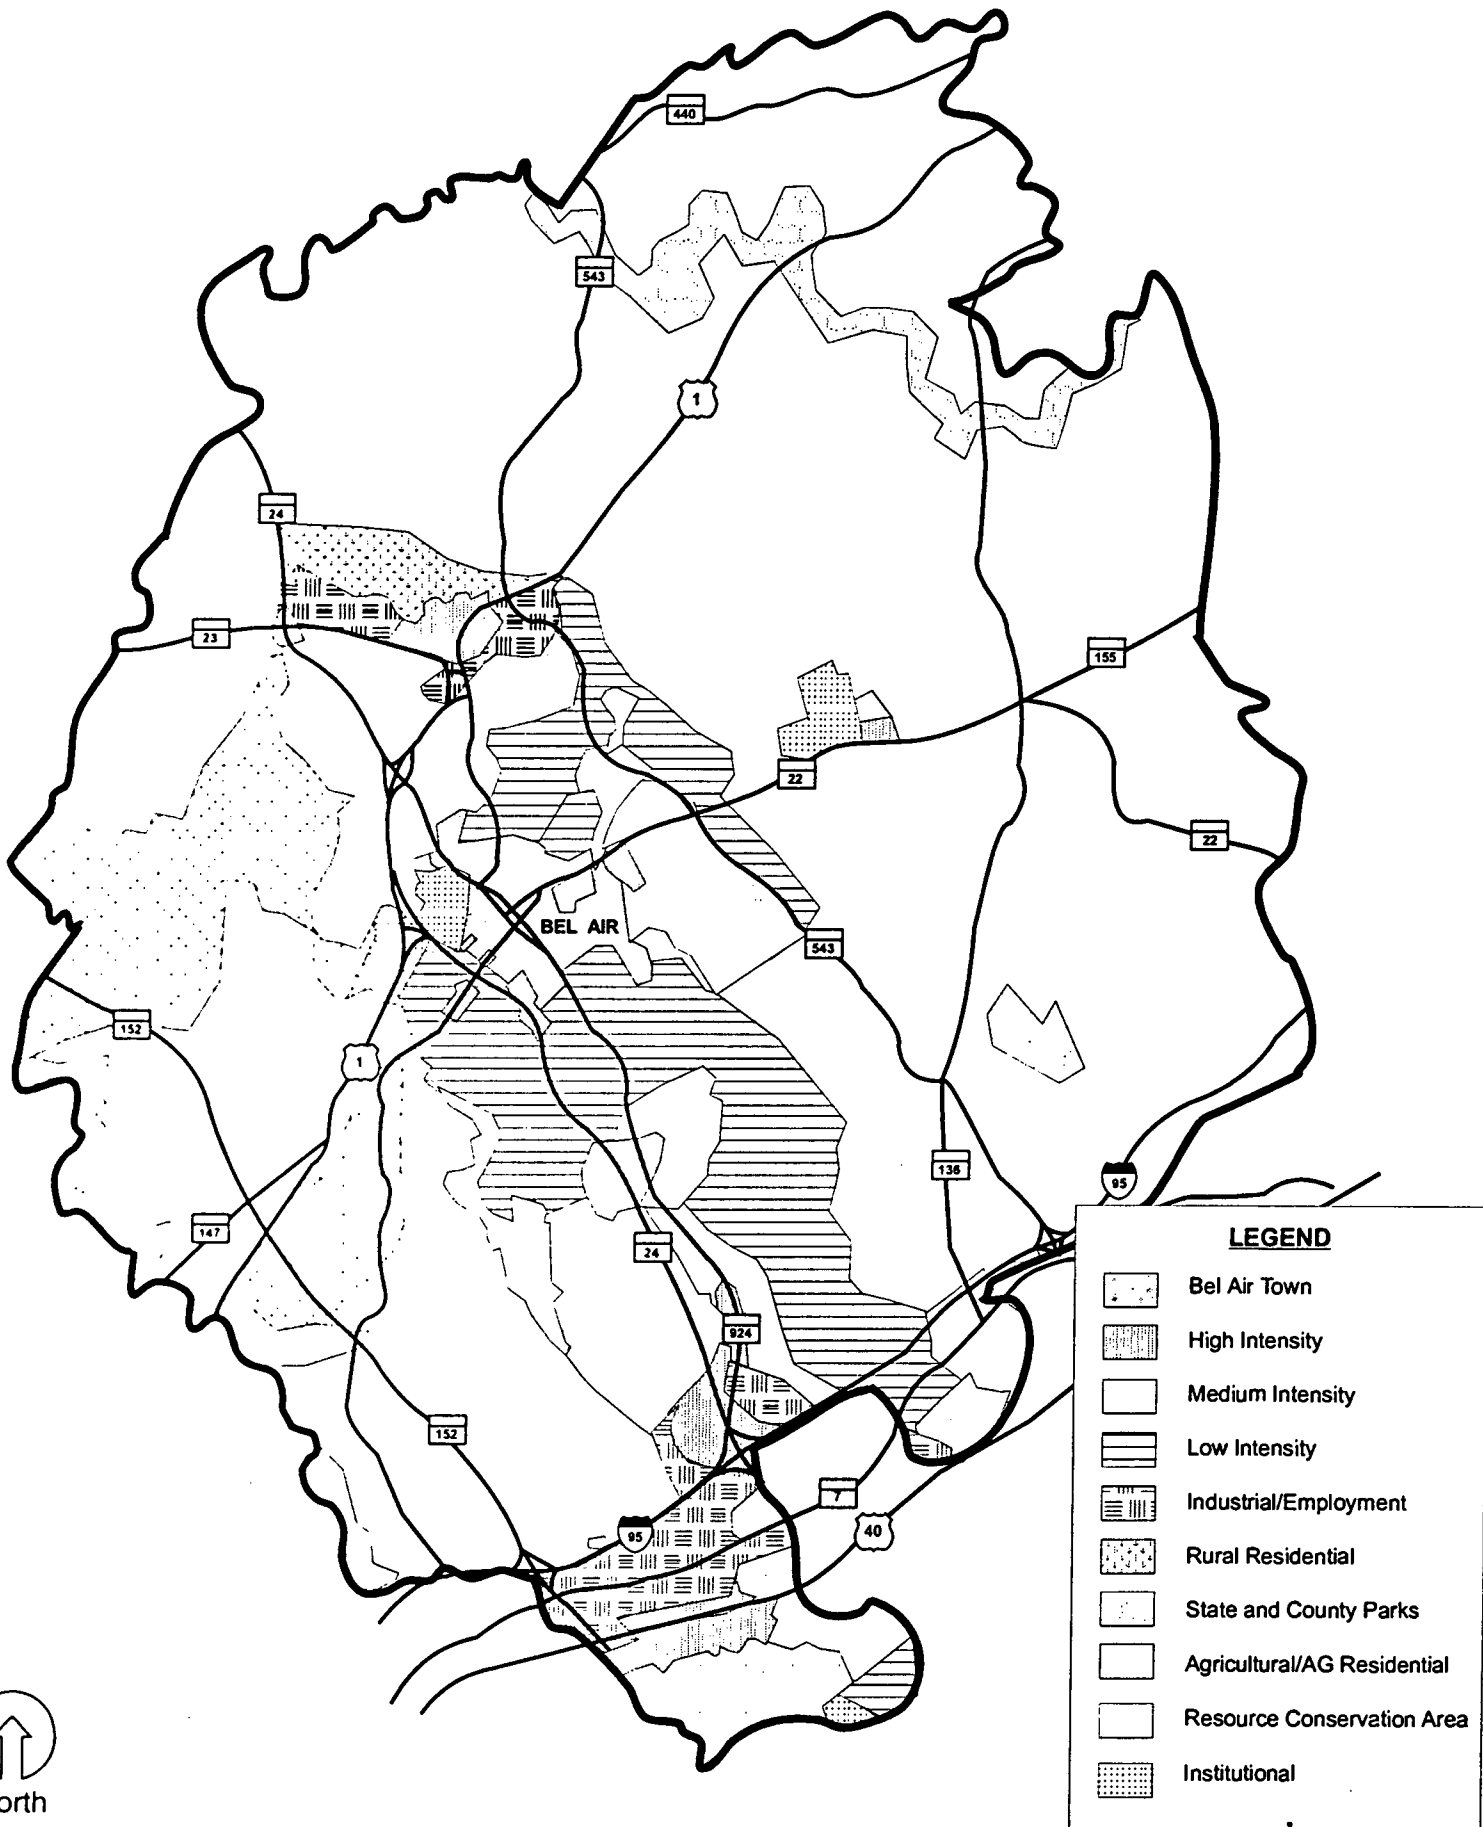 440
543
1
24
23
155
22
22
BEL AIR
543
152
1
136
95
147
24
924
152
7
95
40
LEGEND
Bel Air Town
High Intensity
Medium Intensity
Low Intensity
Industrial/Employment
Rural Residential
State and County Parks
Agricultural/AG Residential
Resource Conservation Area
Institutional
orth